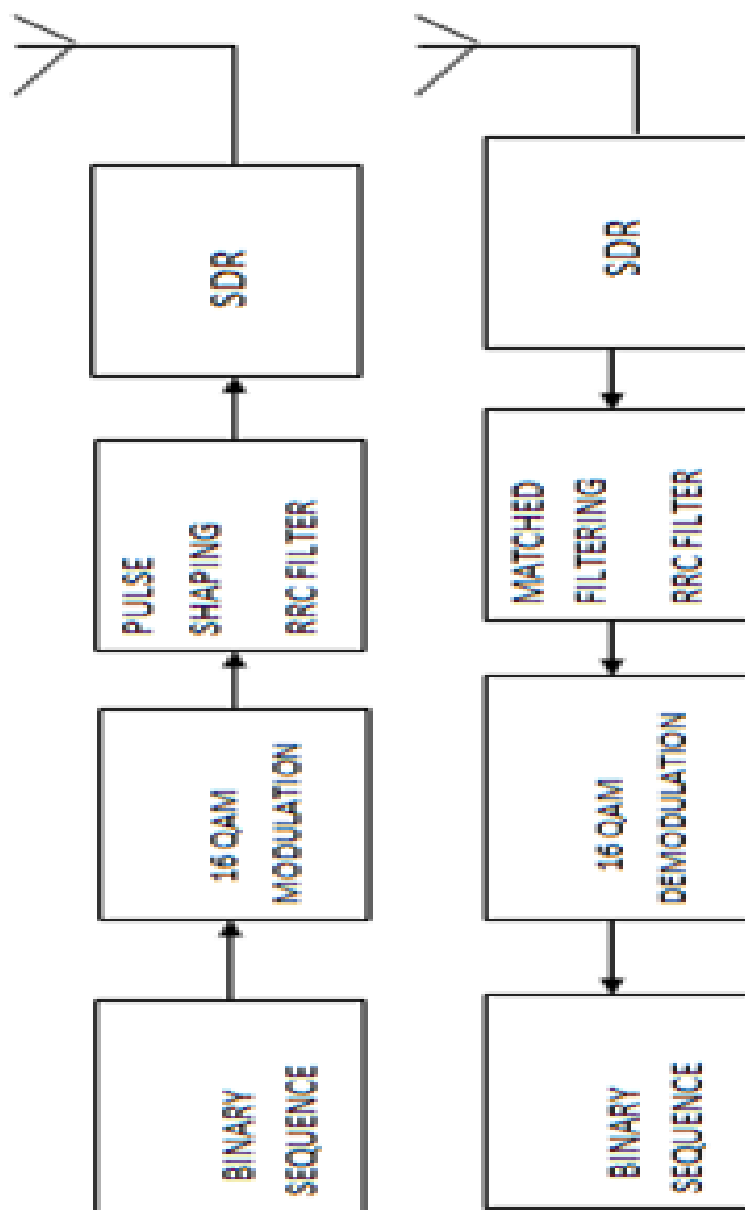 BINARY
SEQUENCE
16 QAM
MODULATION
PULSE
SHAPING
RRC FILTER
SDR
BINARY
SEQUENCE
16 QAM
DEMODULATION
MATCHED
FILTERING
RRC FILTER
SDR